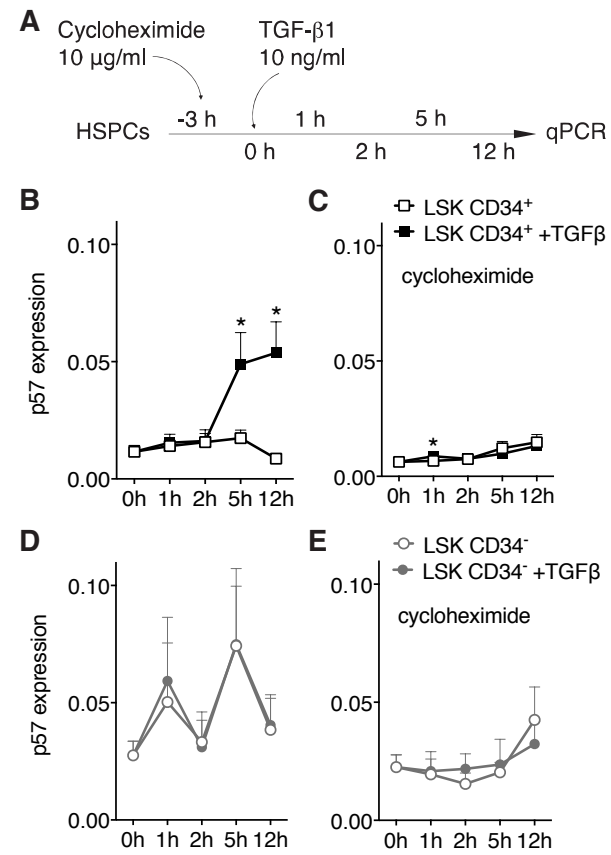 A
Cycloheximide
10 µg/ml
TGF-β1
10 ng/ml
HSPCs
-3 h
1 h
5 h
qPCR
0 h
2 h
12 h
B
p57 expression
0.10
0.05
0.00
* *
0h 1h 2h 5h 12h
C
LSK CD34+
LSK CD34+ +TGFβ
cycloheximide
0.10
0.05
0.00
*
0h 1h 2h 5h 12h
D
p57 expression
0.10
0.05
0.00
0h 1h 2h 5h 12h
E
LSK CD34-
LSK CD34- +TGFβ
cycloheximide
0.10
0.05
0.00
0h 1h 2h 5h 12h